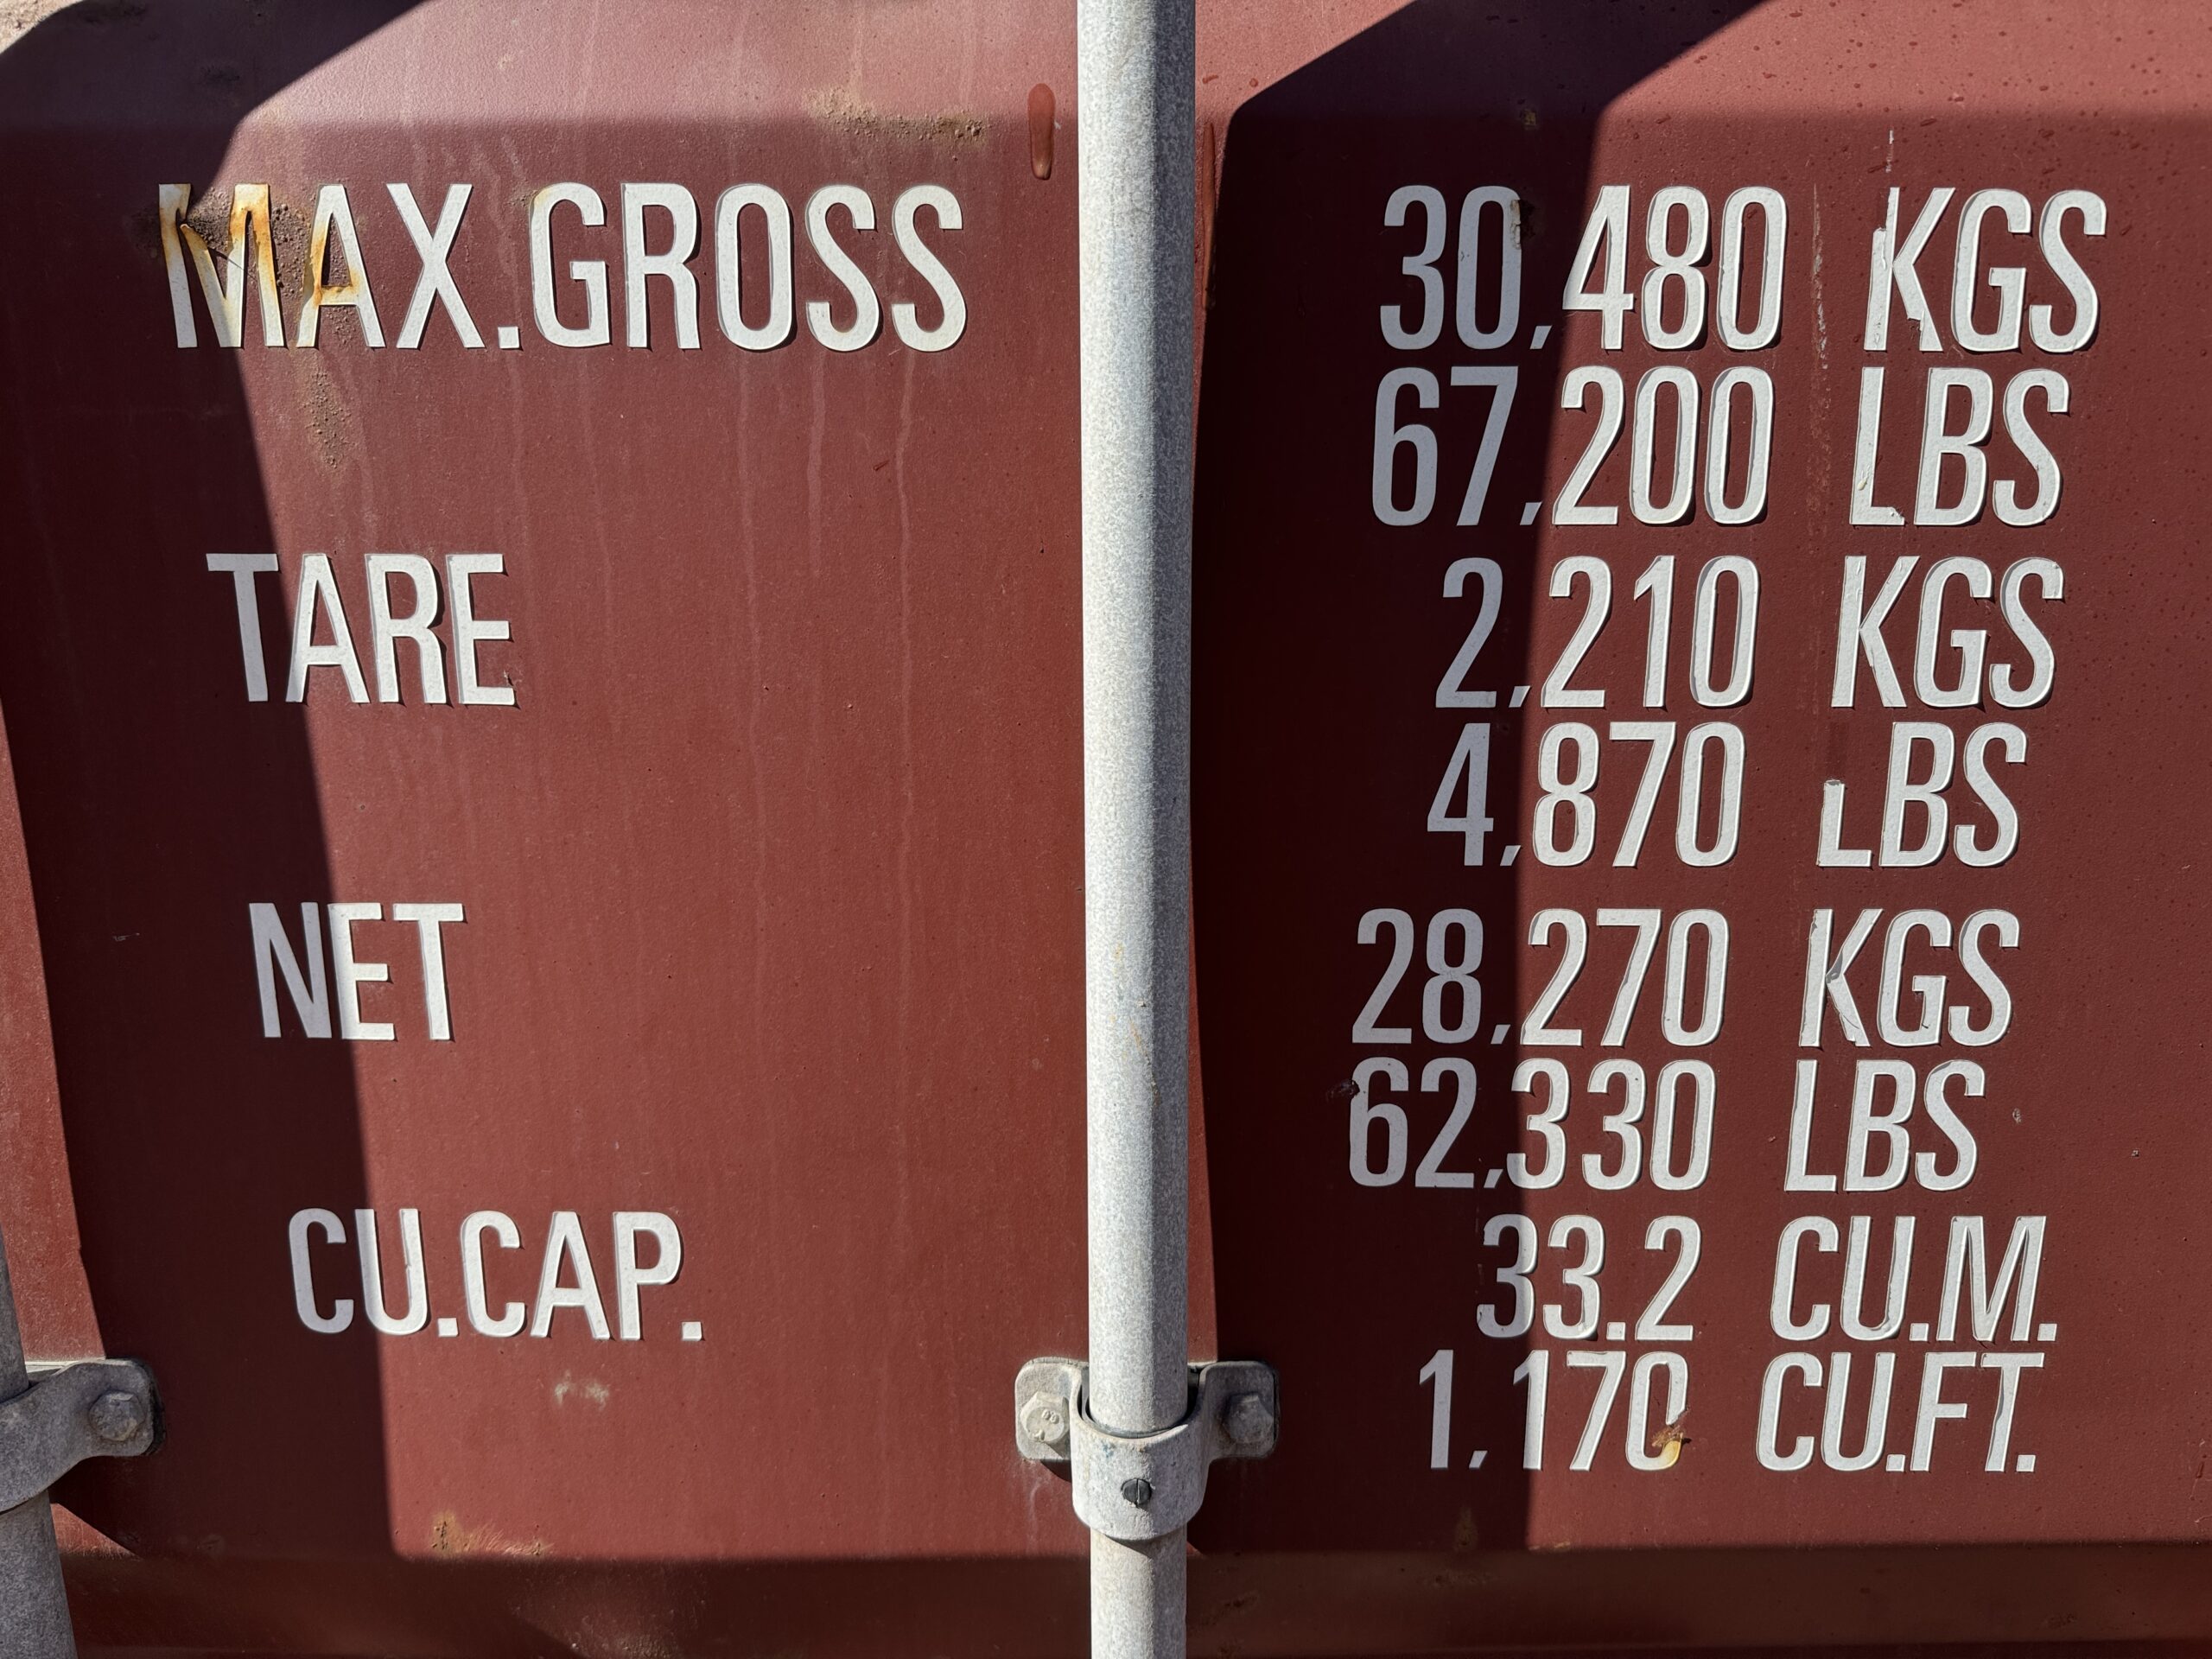 MAX.GROSS 30,480 KGS
67,200 LBS
TARE 2,210 KGS
4,870 LBS
NET 28,270 KGS
62,330 LBS
CU.CAP. 33.2 CU.M.
1,170 CU.FT.